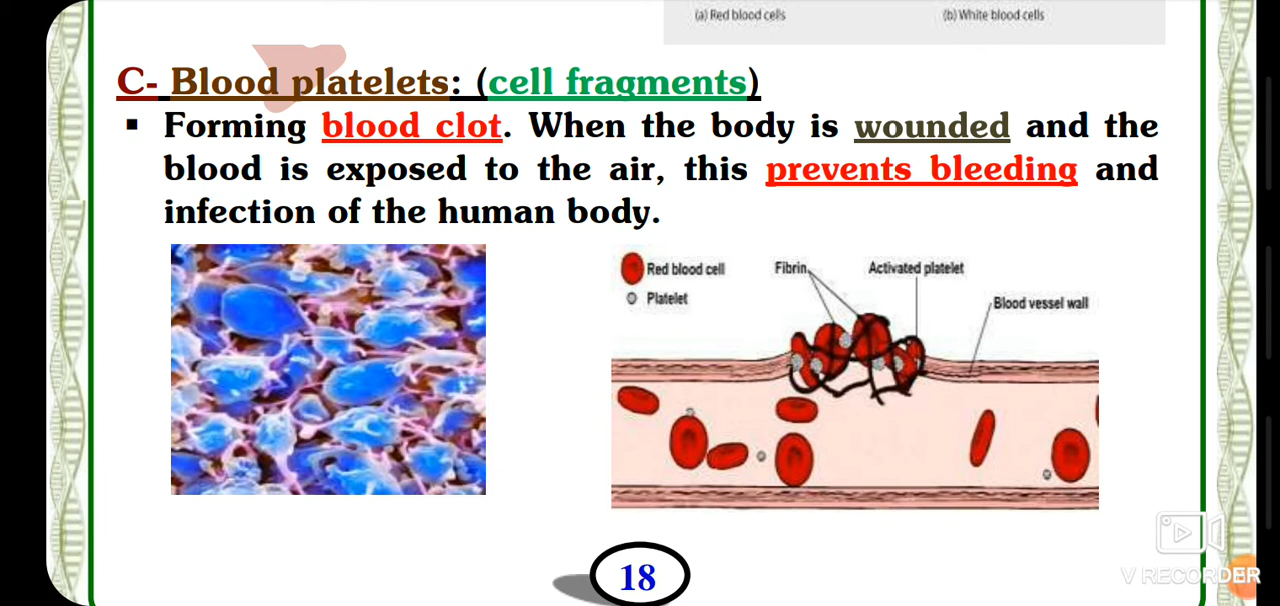 (a) Red blood cells
(b) White blood cells
C- Blood platelets: (cell fragments)
▪ Forming blood clot. When the body is wounded and the
blood is exposed to the air, this prevents bleeding and
infection of the human body.
Red blood cell
Fibrin
Activated platelet
Platelet
Blood vessel wall
18
V RECORDER